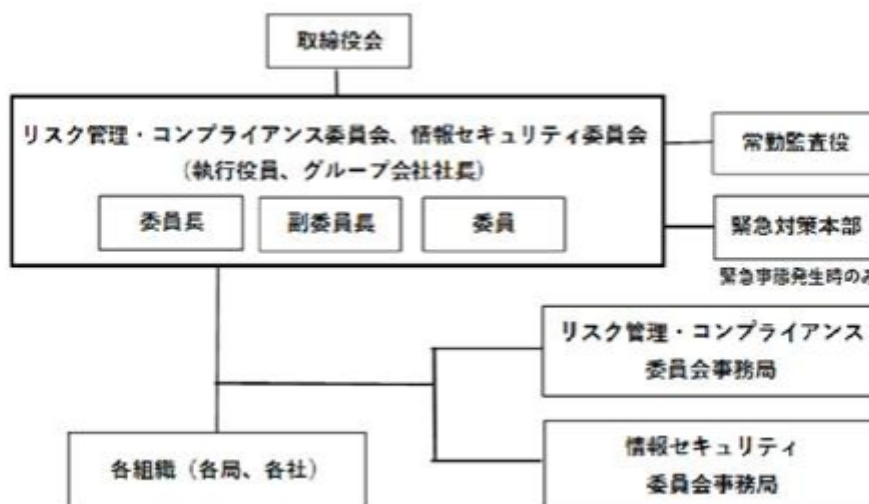 取締役会
リスク管理・コンプライアンス委員会、情報セキュリティ委員会
(執行役員、グループ会社社長)
委員長
副委員長
委員
常勤監査役
緊急対策本部
緊急事態発生時のみ
リスク管理・コンプライアンス
委員会事務局
各組織（各局、各社）
情報セキュリティ
委員会事務局